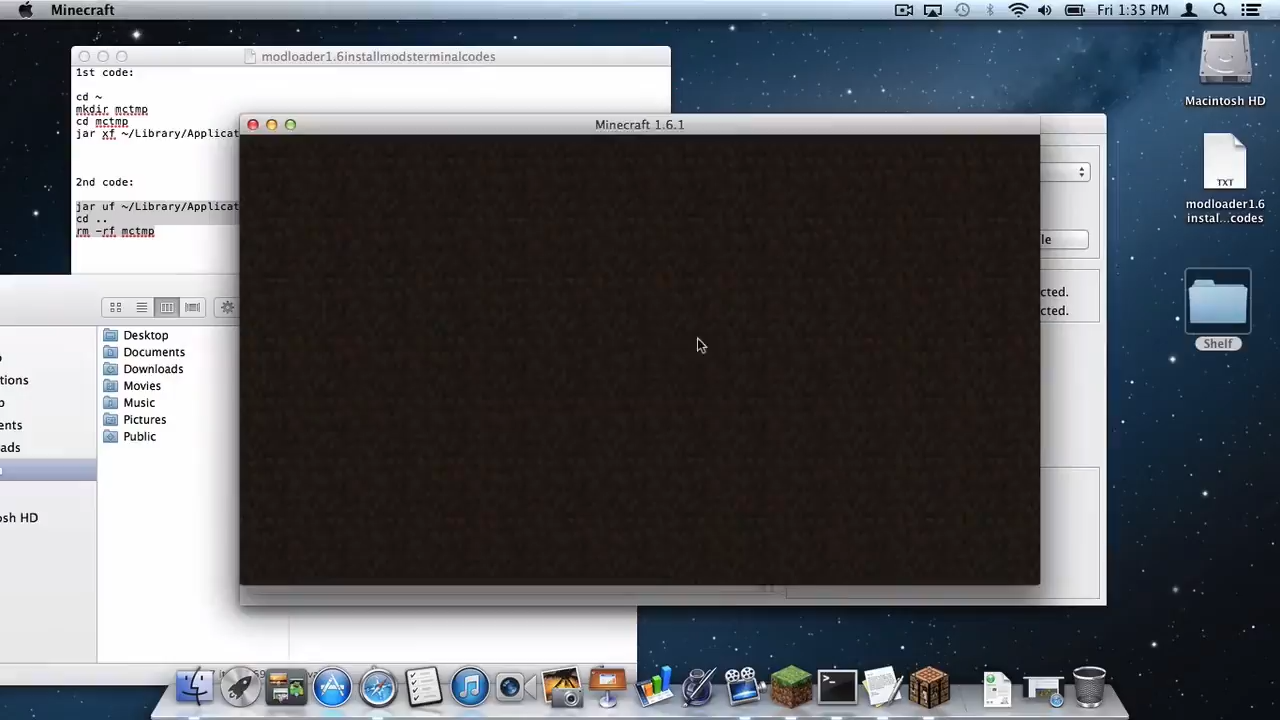 Minecraft
Fri 1:35 PM
modloader1.6installmodsterminalcodes
1st code:
cd ~
mkdir mctmp
cd mctmp
jar xf ~/Library/Applicat
2nd code:
jar uf ~/Library/Applicat
cd ..
rm -rf mctmp
Minecraft 1.6.1
le
cted.
cted.
Macintosh HD
TXT
modloader1.6
instal...codes
Shelf
tions
ents
ads
osh HD
Desktop
Documents
Downloads
Movies
Music
Pictures
Public